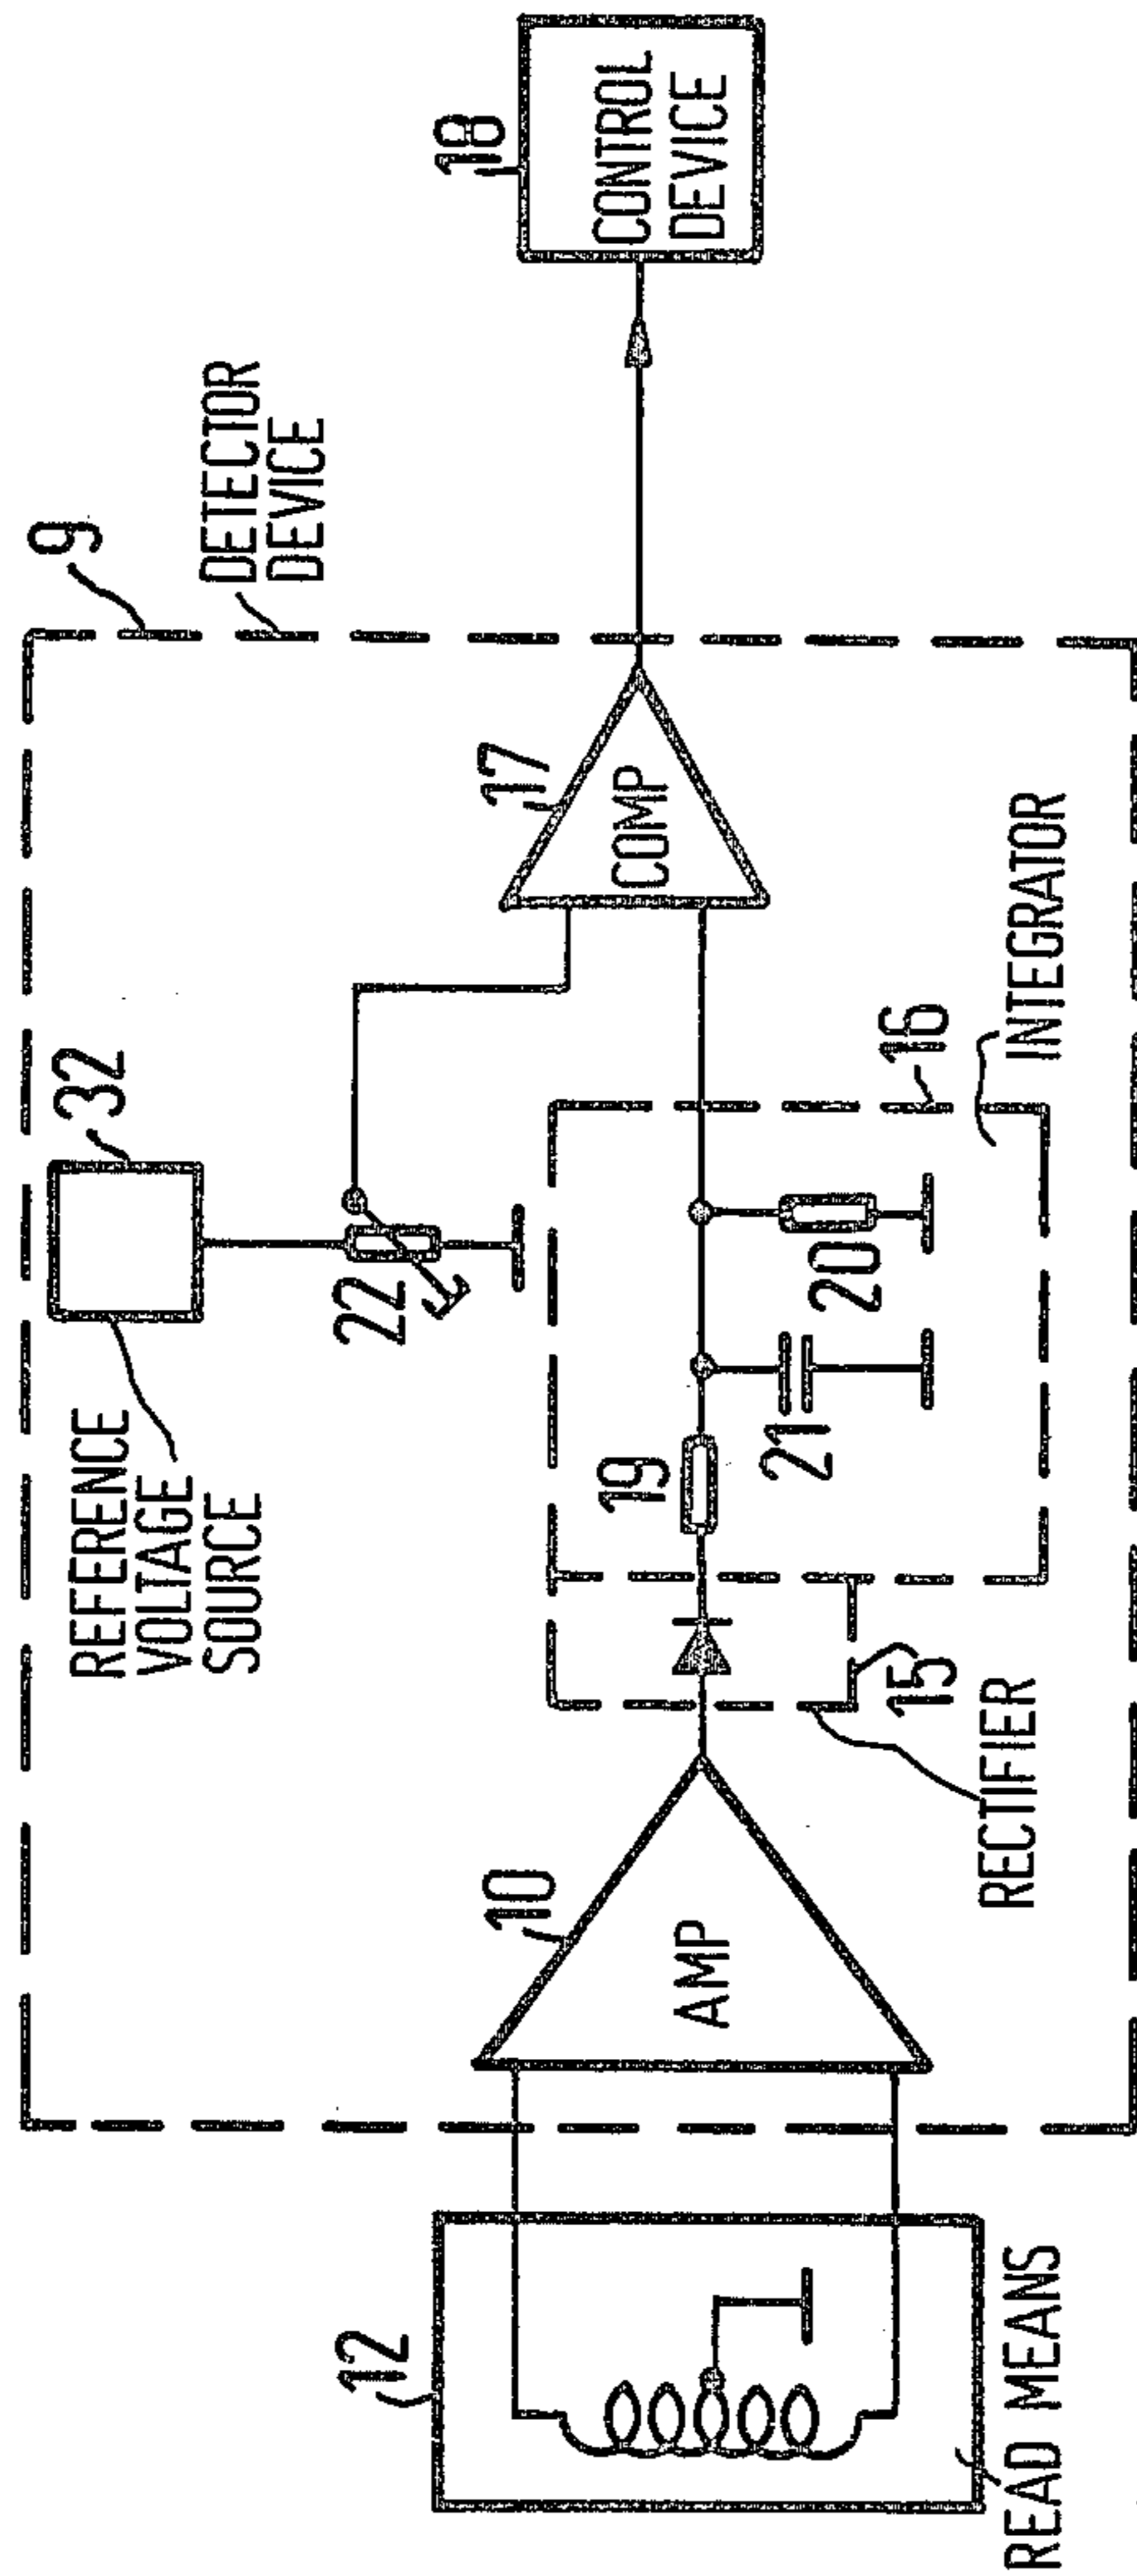 12
READ MEANS
10
AMP
REFERENCE
VOLTAGE
SOURCE
32
22
RECTIFIER
15
19
21
20
16
INTEGRATOR
17
COMP
9
DETECTOR
DEVICE
18
CONTROL
DEVICE